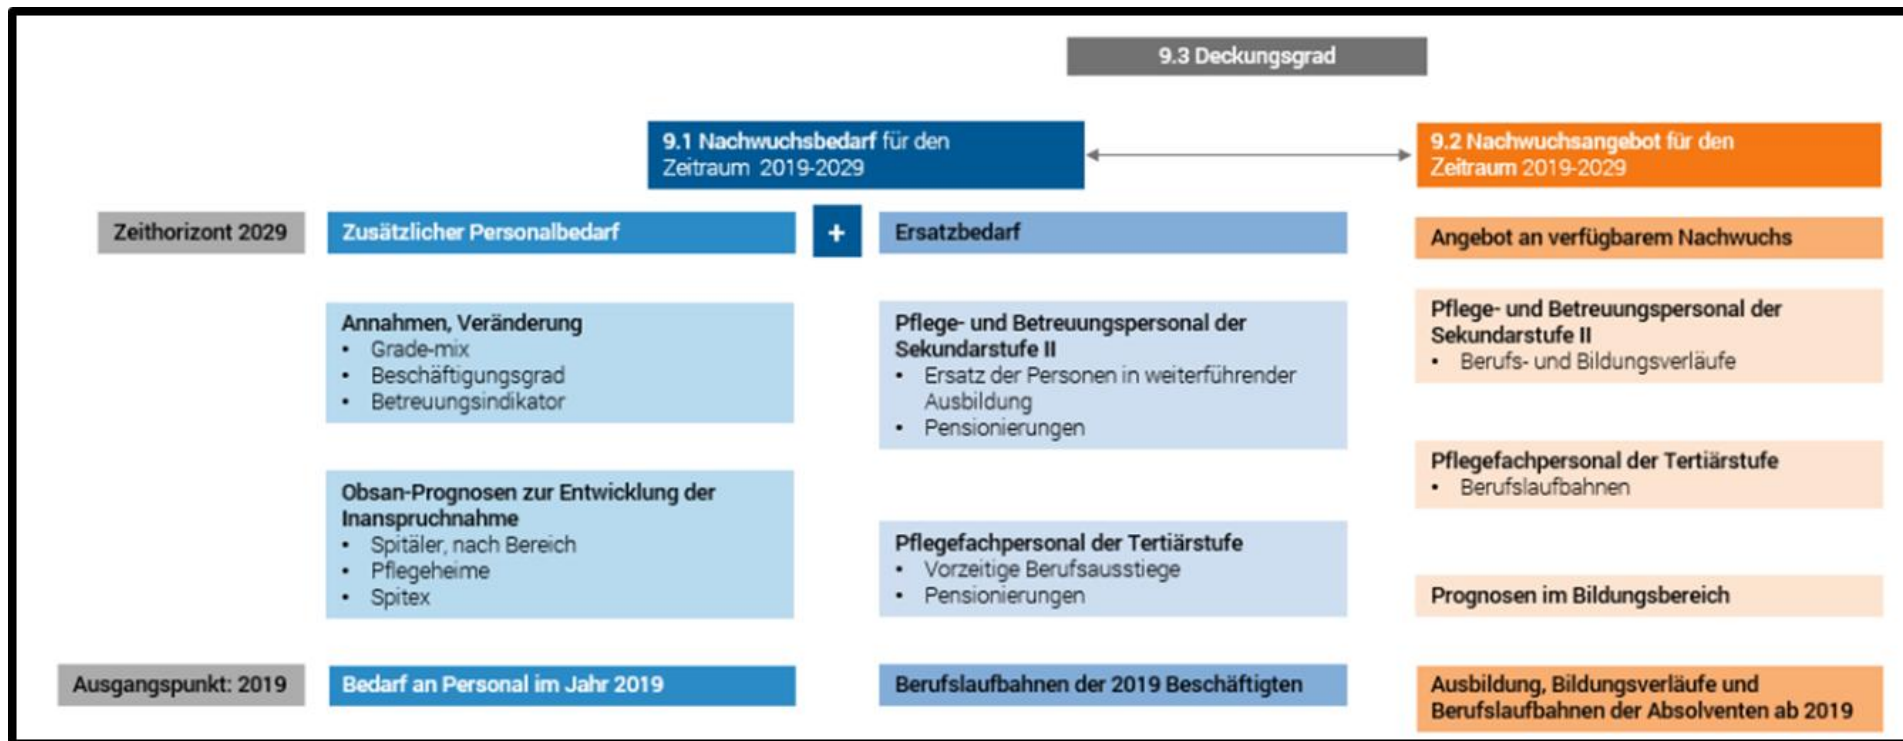 9.3 Deckungsgrad
9.1 Nachwuchsbedarf für den
Zeitraum 2019-2029
9.2 Nachwuchsangebot für den
Zeitraum 2019-2029
Zeithorizont 2029
Zusätzlicher Personalbedarf
+
Ersatzbedarf
Angebot an verfügbarem Nachwuchs
Annahmen, Veränderung
• Grade-mix
• Beschäftigungsgrad
• Betreuungsindikator
Pflege- und Betreuungspersonal der
Sekundarstufe II
• Ersatz der Personen in weiterführender
Ausbildung
• Pensionierungen
Pflege- und Betreuungspersonal der
Sekundarstufe II
• Berufs- und Bildungsverläufe
Obsan-Prognosen zur Entwicklung der
Inanspruchnahme
• Spitäler, nach Bereich
• Pflegeheime
• Spitex
Pflegefachpersonal der Tertiärstufe
• Vorzeitige Berufsausstiege
• Pensionierungen
Pflegefachpersonal der Tertiärstufe
• Berufslaufbahnen
Prognosen im Bildungsbereich
Ausgangspunkt: 2019
Bedarf an Personal im Jahr 2019
Berufslaufbahnen der 2019 Beschäftigten
Ausbildung, Bildungsverläufe und
Berufslaufbahnen der Absolventen ab 2019